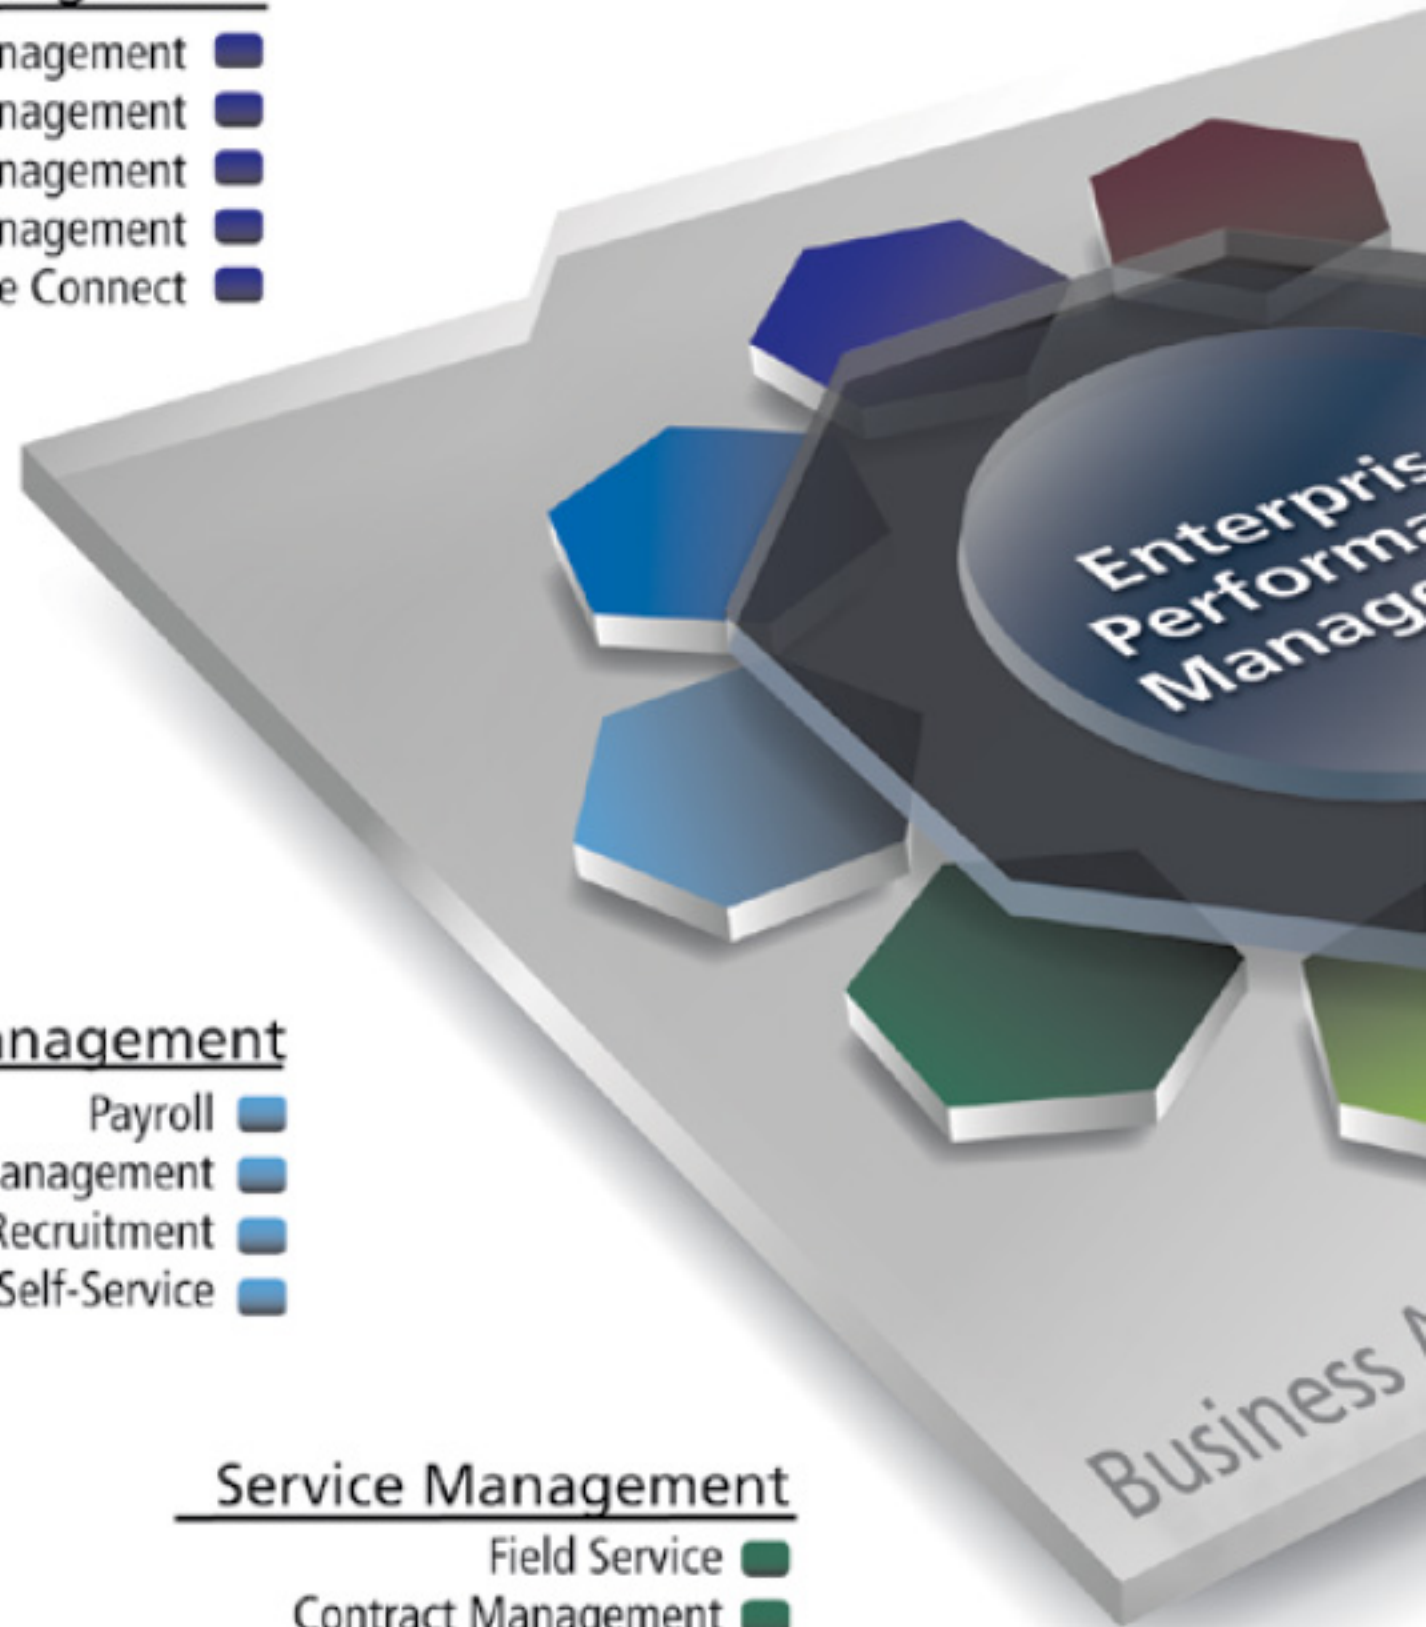 nagement
nagement
nagement
nagement
e Connect
Enterpris
Performa
Manage
nagement
Payroll
anagement
Recruitment
Self-Service
Business A
Service Management
Field Service
Contract Management